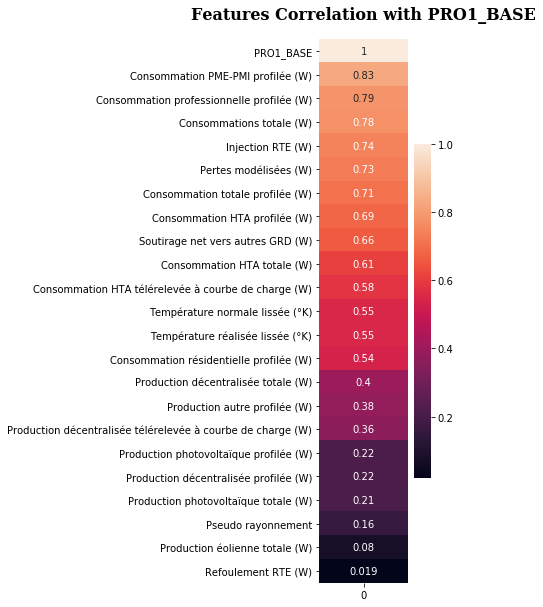 Features Correlation with PRO1_BASE
PRO1_BASE 1
Consommation PME-PMI profilée (W) 0.83
Consommation professionnelle profilée (W) 0.79
Consommations totale (W) 0.78
Injection RTE (W) 0.74
Pertes modélisées (W) 0.73
Consommation totale profilée (W) 0.71
Consommation HTA profilée (W) 0.69
Soutirage net vers autres GRD (W) 0.66
Consommation HTA totale (W) 0.61
Consommation HTA télérelevée à courbe de charge (W) 0.58
Température normale lissée (°K) 0.55
Température réalisée lissée (°K) 0.55
Consommation résidentielle profilée (W) 0.54
Production décentralisée totale (W) 0.4
Production autre profilée (W) 0.38
Production décentralisée télérelevée à courbe de charge (W) 0.36
Production photovoltaïque profilée (W) 0.22
Production décentralisée profilée (W) 0.22
Production photovoltaïque totale (W) 0.21
Pseudo rayonnement 0.16
Production éolienne totale (W) 0.08
Refoulement RTE (W) 0.019
0
1.0
0.8
0.6
0.4
0.2